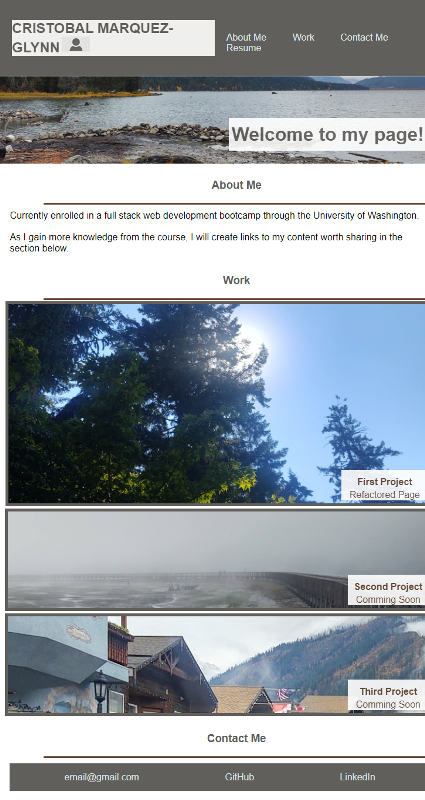 CRISTOBAL MARQUEZ-
GLYNN
About Me Work Contact Me
Resume
Welcome to my page!
About Me
Currently enrolled in a full stack web development bootcamp through the University of Washington.
As I gain more knowledge from the course, I will create links to my content worth sharing in the
section below.
Work
First Project
Refactored Page
Second Project
Comming Soon
Third Project
Comming Soon
Contact Me
email@gmail.com GitHub LinkedIn